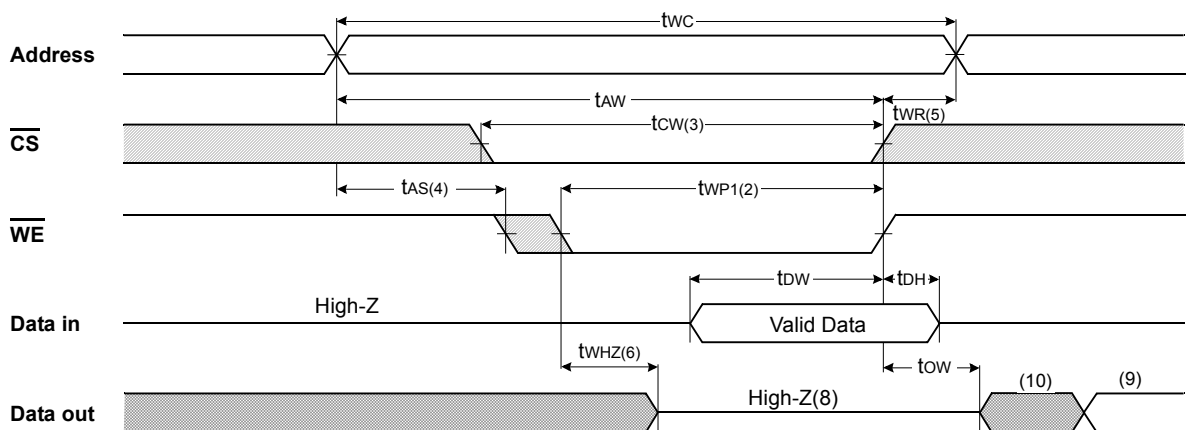 tWC
Address
tAW
tWR(5)
tCW(3)
CS
tAS(4)
tWP1(2)
WE
tDW
tDH
High-Z
Data in
Valid Data
tWHZ(6)
tOW
(10)
(9)
High-Z(8)
Data out